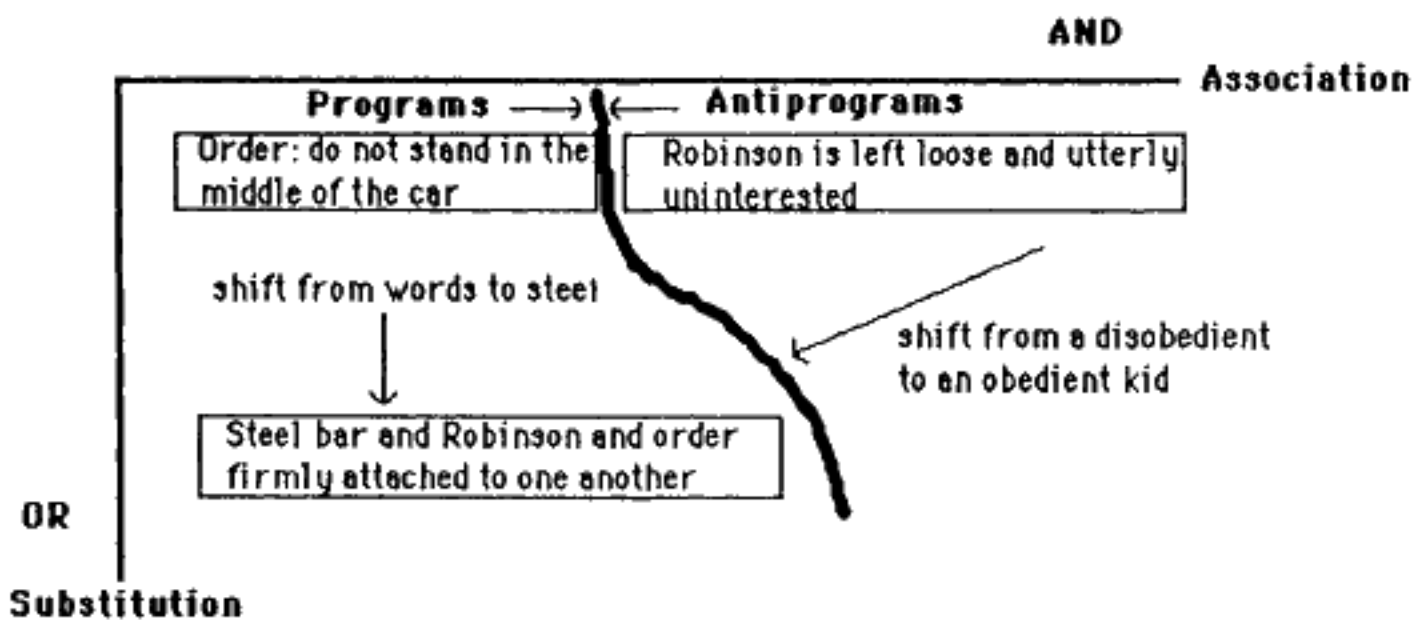 AND
Association
Programs
Antiprograms
Order: do not stand in the
middle of the car
Robinson is left loose and utterly
uninterested
shift from words to steel
shift from a disobedient
to an obedient kid
Steel bar and Robinson and order
firmly attached to one another
OR
Substitution